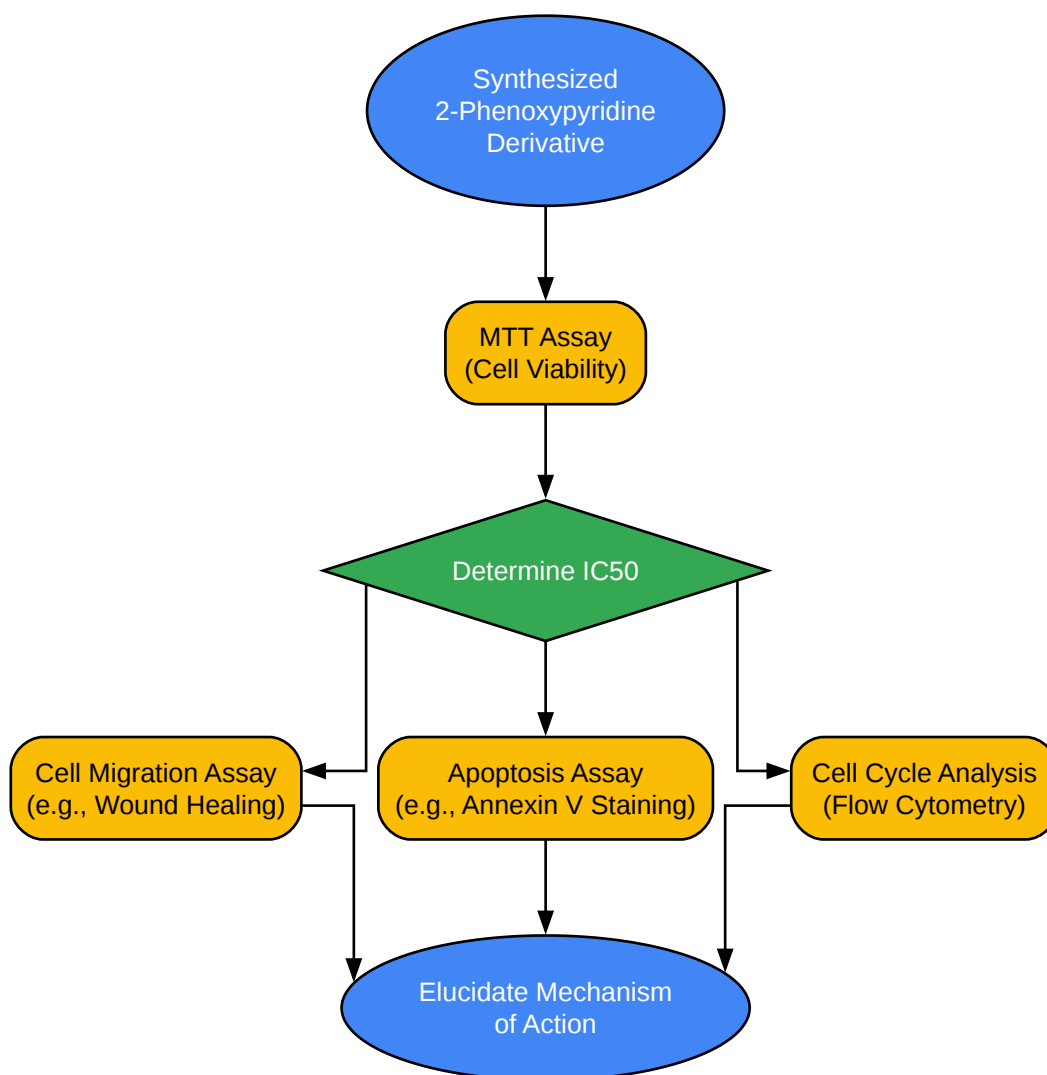 Synthesized
2-Phenoxypyridine
Derivative
MTT Assay
(Cell Viability)
Determine IC50
Cell Migration Assay
(e.g., Wound Healing)
Apoptosis Assay
(e.g., Annexin V Staining)
Cell Cycle Analysis
(Flow Cytometry)
Elucidate Mechanism
of Action